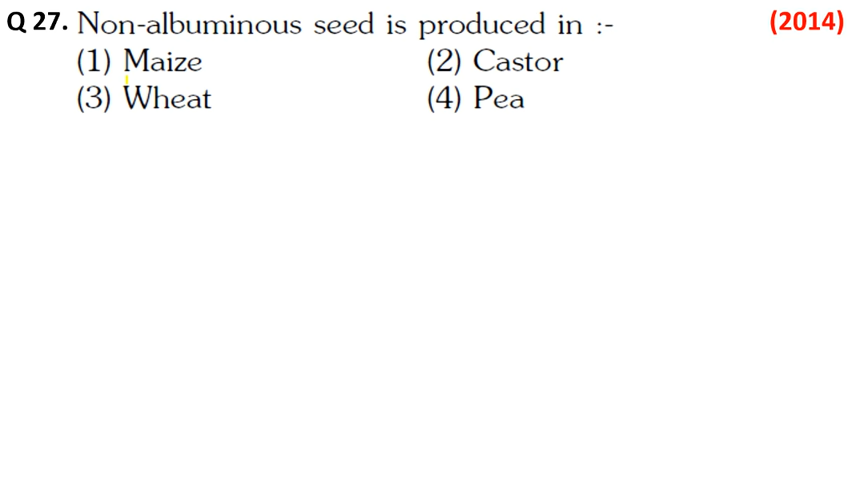 Q 27. Non-albuminous seed is produced in :- (2014)
(1) Maize (2) Castor
(3) Wheat (4) Pea